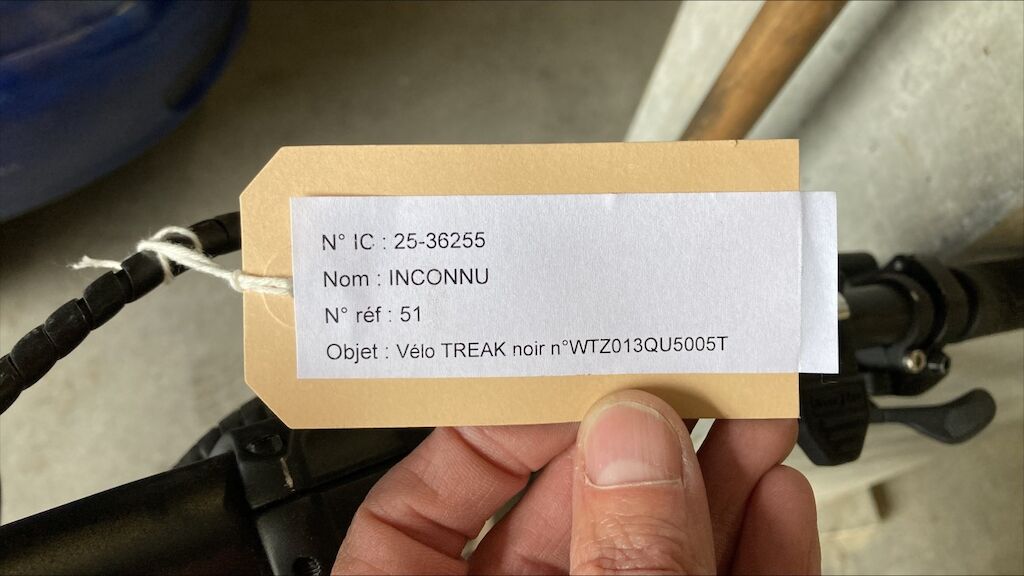 N° IC : 25-36255
Nom : INCONNU
N° réf : 51
Objet : Vélo TREAK noir n°WTZ013QU5005T